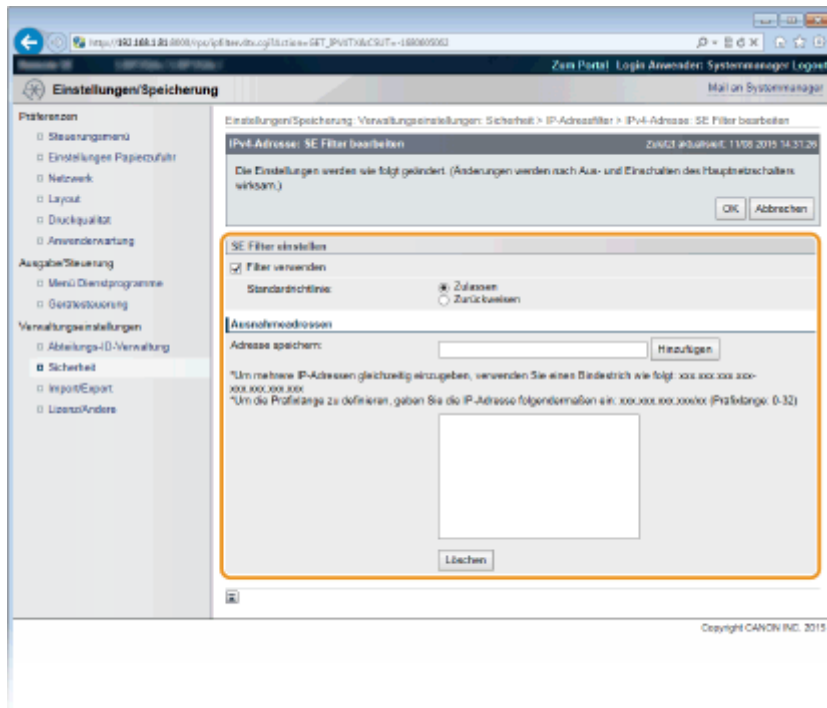 Zum Portal Login Anwender: Systemmanager Logout
Einstellungen/Speicherung
Mail an Systemmanager
Präferenzen
Steuerungsmenü
Einstellungen Papierzufuhr
Netzwerk
Layout
Druckqualität
Anwenderwartung
Ausgabe/Steuerung
Menü Dienstprogramme
Gerätesteuerung
Verwaltungseinstellungen
Abteilungs-ID-Verwaltung
Sicherheit
Import/Export
Lizenz/Andere
Einstellungen/Speicherung: Verwaltungseinstellungen: Sicherheit > IP-Adressfilter > IPv4-Adresse: SE Filter bearbeiten
IPv4-Adresse: SE Filter bearbeiten
Zuletzt aktualisiert: 11/08 2015 14:31:26
Die Einstellungen werden wie folgt geändert. (Änderungen werden nach Aus- und Einschalten des Hauptnetzschalters
wirksam.)
OK Abbrechen
SE Filter einstellen
Filter verwenden
Standardrichtlinie: Zulassen
Zurückweisen
Ausnahmeadressen
Adresse speichern: Hinzufügen
*Um mehrere IP-Adressen gleichzeitig einzugeben, verwenden Sie einen Bindestrich wie folgt: xxx.xxx.xxx.xxx-
xxx.xxx.xxx.xxx
*Um die Präfixlänge zu definieren, geben Sie die IP-Adresse folgendermaßen ein: xxx.xxx.xxx.xxx/xx (Präfixlänge: 0-32)
Löschen
Copyright CANON INC. 2015